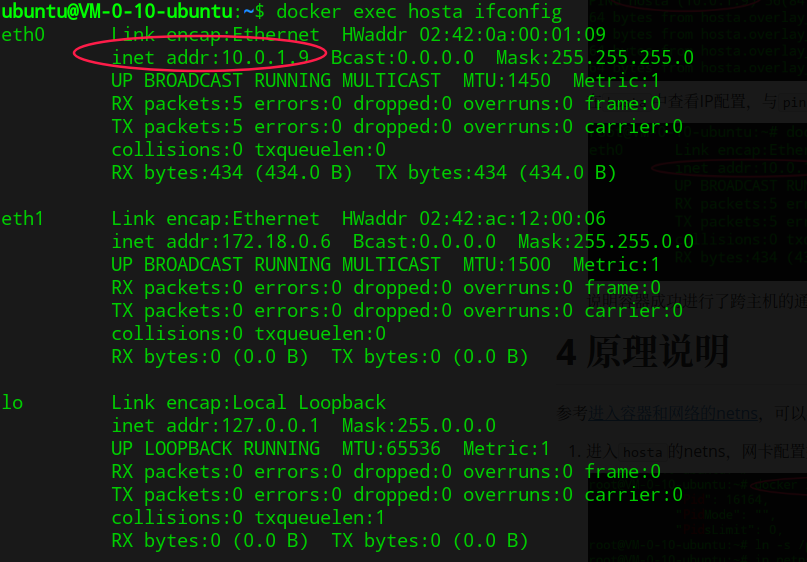 ubuntu@VM-0-10-ubuntu:~$ docker exec hosta ifconfig
eth0 Link encap:Ethernet HWaddr 02:42:0a:00:01:09
inet addr:10.0.1.9 Bcast:0.0.0.0 Mask:255.255.255.0
UP BROADCAST RUNNING MULTICAST MTU:1450 Metric:1
RX packets:5 errors:0 dropped:0 overruns:0 frame:0
TX packets:5 errors:0 dropped:0 overruns:0 carrier:0
collisions:0 txqueuelen:0
RX bytes:434 (434.0 B) TX bytes:434 (434.0 B)
eth1 Link encap:Ethernet HWaddr 02:42:ac:12:00:06
inet addr:172.18.0.6 Bcast:0.0.0.0 Mask:255.255.0.0
UP BROADCAST RUNNING MULTICAST MTU:1500 Metric:1
RX packets:0 errors:0 dropped:0 overruns:0 frame:0
TX packets:0 errors:0 dropped:0 overruns:0 carrier:0
collisions:0 txqueuelen:0
RX bytes:0 (0.0 B) TX bytes:0 (0.0 B)
lo Link encap:Local Loopback
inet addr:127.0.0.1 Mask:255.0.0.0
UP LOOPBACK RUNNING MTU:65536 Metric:1
RX packets:0 errors:0 dropped:0 overruns:0 frame:0
TX packets:0 errors:0 dropped:0 overruns:0 carrier:0
collisions:0 txqueuelen:1
RX bytes:0 (0.0 B) TX bytes:0 (0.0 B)
查看IP配置，与 pin
成功进行了跨主机的通
4 原理说明
参考进入容器和网络的netns，可以
1. 进入 hosta 的netns，网卡配置